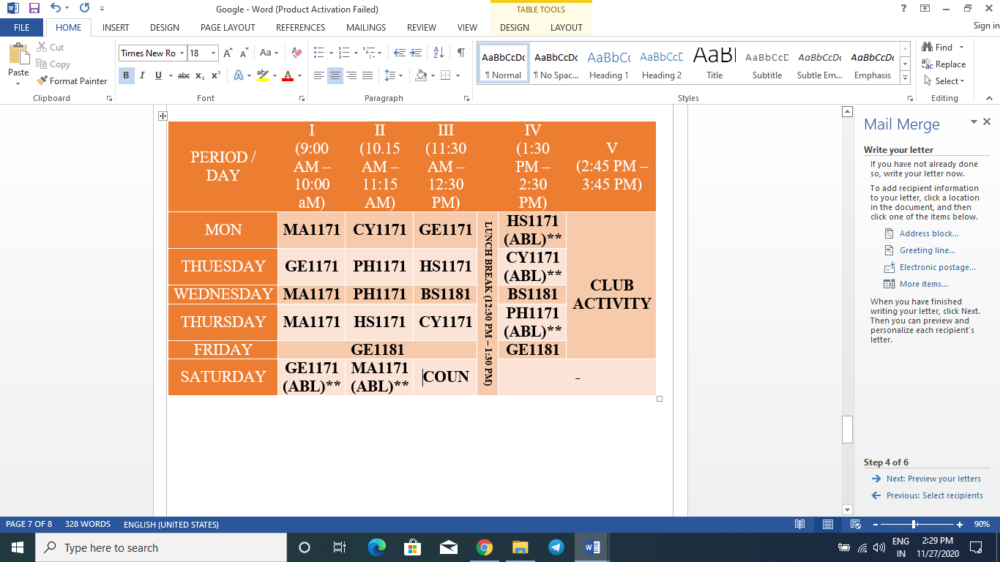 Google - Word (Product Activation Failed)
TABLE TOOLS
?
FILE
HOME
INSERT
DESIGN
PAGE LAYOUT
REFERENCES
MAILINGS
REVIEW
VIEW
DESIGN
LAYOUT
Sign in
Paste
Cut
Copy
Format Painter
Clipboard
Times New Ro
18
Aa
B I U abc x₂ x²
Font
Paragraph
AaBbCcDc
¶ Normal
AaBbCcDc
¶ No Spac...
AaBbCc
Heading 1
AaBbCcD
Heading 2
AaBl
Title
AaBbCcD
Subtitle
AaBbCcDc
Subtle Em...
AaBbCcDc
Emphasis
Styles
Find
Replace
Select
Editing
PERIOD /
DAY
I
(9:00
AM –
10:00
aM)
II
(10.15
AM –
11:15
AM)
III
(11:30
AM –
12:30
PM)
IV
(1:30
PM –
2:30
PM)
V
(2:45 PM –
3:45 PM)
MON
MA1171
CY1171
GE1171
LUNCH BREAK (12:30 PM – 1:30 PM)
HS1171
(ABL)**
CLUB
ACTIVITY
THUESDAY
GE1171
PH1171
HS1171
CY1171
(ABL)**
WEDNESDAY
MA1171
PH1171
BS1181
BS1181
THURSDAY
MA1171
HS1171
CY1171
PH1171
(ABL)**
FRIDAY
GE1181
GE1181
SATURDAY
GE1171
(ABL)**
MA1171
(ABL)**
COUN
-
Mail Merge
Write your letter
If you have not already done
so, write your letter now.
To add recipient information
to your letter, click a location
in the document, and then
click one of the items below.
Address block...
Greeting line...
Electronic postage...
More items...
When you have finished
writing your letter, click Next.
Then you can preview and
personalize each recipient's
letter.
Step 4 of 6
Next: Preview your letters
Previous: Select recipients
PAGE 7 OF 8
328 WORDS
ENGLISH (UNITED STATES)
90%
Type here to search
ENG
IN
2:29 PM
11/27/2020